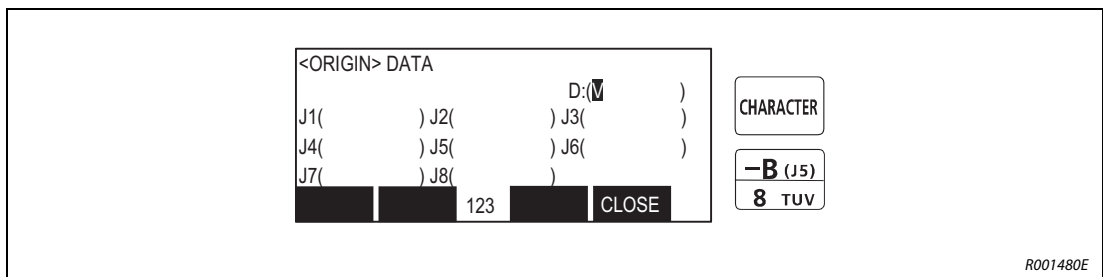 <ORIGIN> DATA
D:(V )
J1( ) J2( ) J3( )
J4( ) J5( ) J6( )
J7( ) J8( )
123 CLOSE
CHARACTER
−B (J5)
8 TUV
R001480E